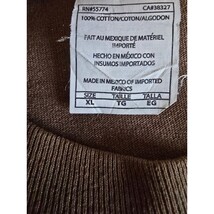 RN#55774 CA#38327
100% COTTON/COTON/ALGODON
FAIT AU MEXIQUE DE MATÉRIEL
IMPORTÉ
HECHO EN MÉXICO CON
INSUMOS IMPORTADOS
MADE IN MEXICO OF IMPORTED
FABRICS
SIZE TAILLE TALLA
XL TG EG